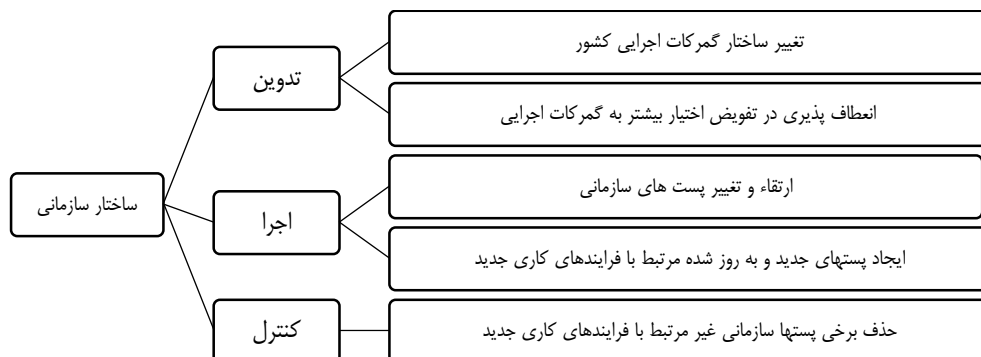 ساختار سازمانی
تدوین
تغییر ساختار گمرکات اجرایی کشور
انعطاف پذیری در تفویض اختیار بیشتر به گمرکات اجرایی
اجرا
ارتقاء و تغییر پست های سازمانی
ایجاد پستهای جدید و به روز شده مرتبط با فرایندهای کاری جدید
کنترل
حذف برخی پستها سازمانی غیر مرتبط با فرایندهای کاری جدید